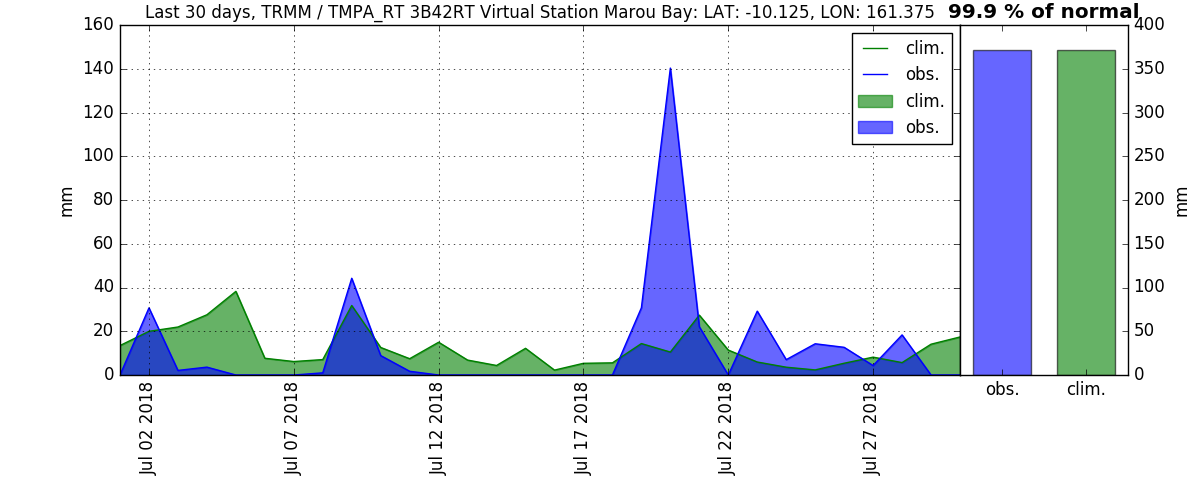 Last 30 days, TRMM / TMPA_RT 3B42RT Virtual Station Marou Bay: LAT: -10.125, LON: 161.375 99.9 % of normal
160
140
120
100
80
60
40
20
0
mm
clim.
obs.
clim.
obs.
Jul 02 2018
Jul 07 2018
Jul 12 2018
Jul 17 2018
Jul 22 2018
Jul 27 2018
400
350
300
250
200
150
100
50
0
mm
obs. clim.